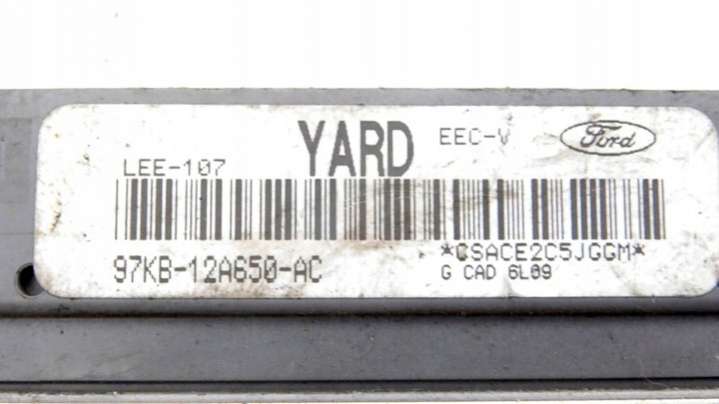 YARD EEC-V Ford
LEE-107
97KB-12A650-AC
*CSACE2C5JGGM*
G CAD 6L09